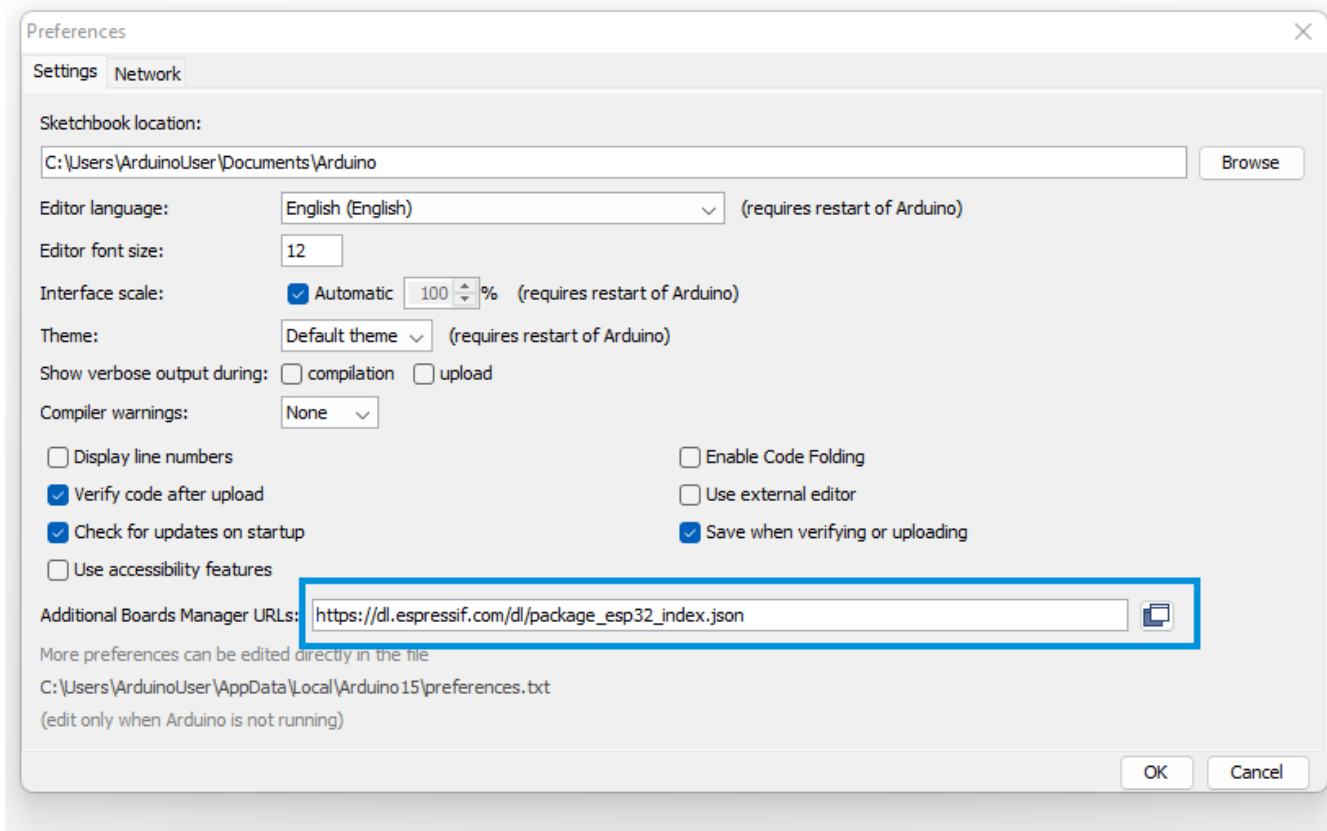 Preferences
Settings Network
Sketchbook location:
C:\Users\ArduinoUser\Documents\Arduino Browse
Editor language: English (English) (requires restart of Arduino)
Editor font size: 12
Interface scale: Automatic 100 % (requires restart of Arduino)
Theme: Default theme (requires restart of Arduino)
Show verbose output during: compilation upload
Compiler warnings: None
Display line numbers Enable Code Folding
Verify code after upload Use external editor
Check for updates on startup Save when verifying or uploading
Use accessibility features
Additional Boards Manager URLs: https://dl.espressif.com/dl/package_esp32_index.json
More preferences can be edited directly in the file
C:\Users\ArduinoUser\AppData\Local\Arduino15\preferences.txt
(edit only when Arduino is not running)
OK Cancel